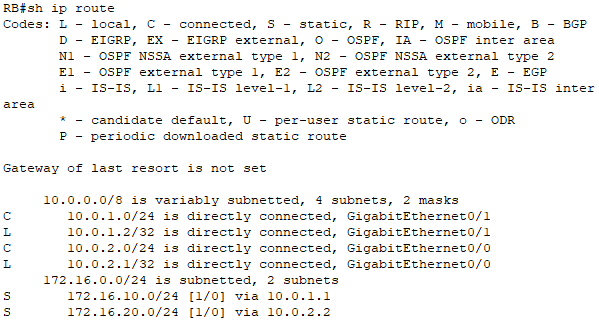 RB#sh ip route
Codes: L - local, C - connected, S - static, R - RIP, M - mobile, B - BGP
D - EIGRP, EX - EIGRP external, O - OSPF, IA - OSPF inter area
N1 - OSPF NSSA external type 1, N2 - OSPF NSSA external type 2
E1 - OSPF external type 1, E2 - OSPF external type 2, E - EGP
i - IS-IS, L1 - IS-IS level-1, L2 - IS-IS level-2, ia - IS-IS inter
area
* - candidate default, U - per-user static route, o - ODR
P - periodic downloaded static route
Gateway of last resort is not set
10.0.0.0/8 is variably subnetted, 4 subnets, 2 masks
C 10.0.1.0/24 is directly connected, GigabitEthernet0/1
L 10.0.1.2/32 is directly connected, GigabitEthernet0/1
C 10.0.2.0/24 is directly connected, GigabitEthernet0/0
L 10.0.2.1/32 is directly connected, GigabitEthernet0/0
172.16.0.0/24 is subnetted, 2 subnets
S 172.16.10.0/24 [1/0] via 10.0.1.1
S 172.16.20.0/24 [1/0] via 10.0.2.2